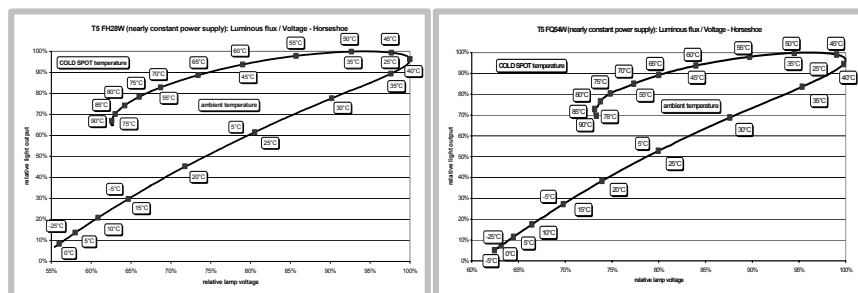 T5 FH28W (nearly constant power supply): Luminous flux / Voltage - Horseshoe
100%
90%
80%
70%
60%
50%
40%
30%
20%
10%
0%
relative light output
COLD SPOT temperature
ambient temperature
90°C
85°C
80°C
75°C
70°C
65°C
60°C
55°C
50°C
45°C
40°C
75°C
55°C
45°C
35°C
25°C
35°C
30°C
5°C
25°C
20°C
-5°C
15°C
10°C
5°C
-25°C
0°C
55%
60%
65%
70%
75%
80%
85%
90%
95%
100%
relative lamp voltage
T5 FQ54W (nearly constant power supply): Luminous flux / Voltage - Horseshoe
100%
90%
80%
70%
60%
50%
40%
30%
20%
10%
0%
relative light output
COLD SPOT temperature
ambient temperature
90°C
85°C
80°C
75°C
70°C
65°C
60°C
55°C
50°C
45°C
40°C
78°C
55°C
45°C
35°C
25°C
35°C
30°C
5°C
25°C
20°C
-5°C
15°C
10°C
5°C
-25°C
0°C
-5°C
60%
65%
70%
75%
80%
85%
90%
95%
100%
relative lamp voltage